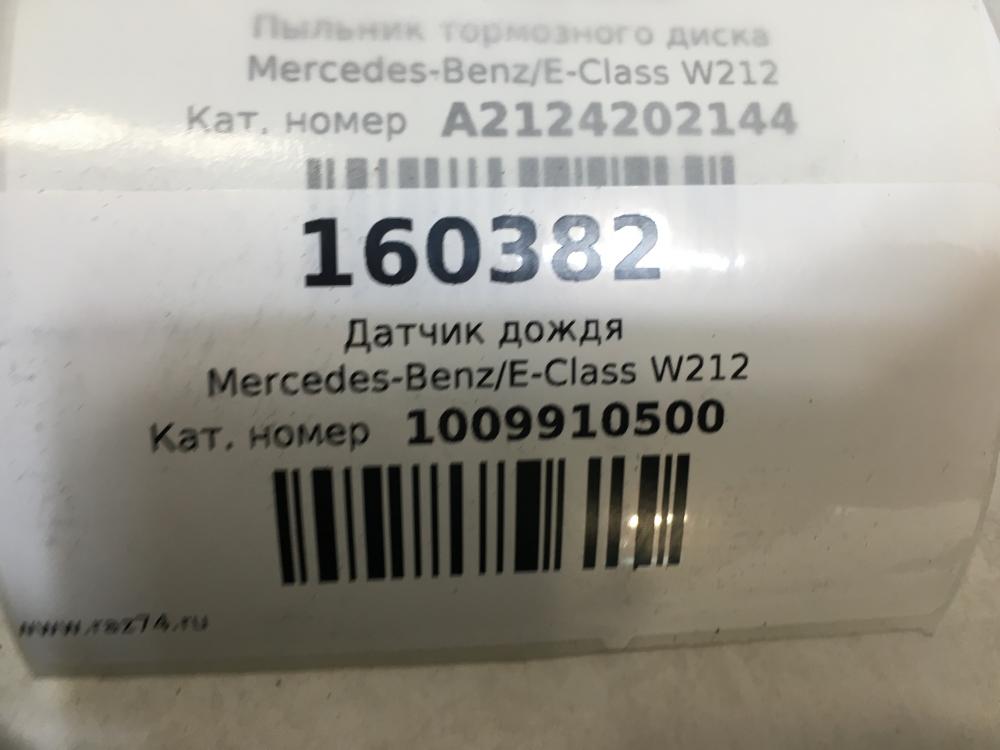 Пыльник тормозного диска
Mercedes-Benz/E-Class W212
Кат. номер A2124202144
160382
Датчик дождя
Mercedes-Benz/E-Class W212
Кат. номер 1009910500
www.raz74.ru